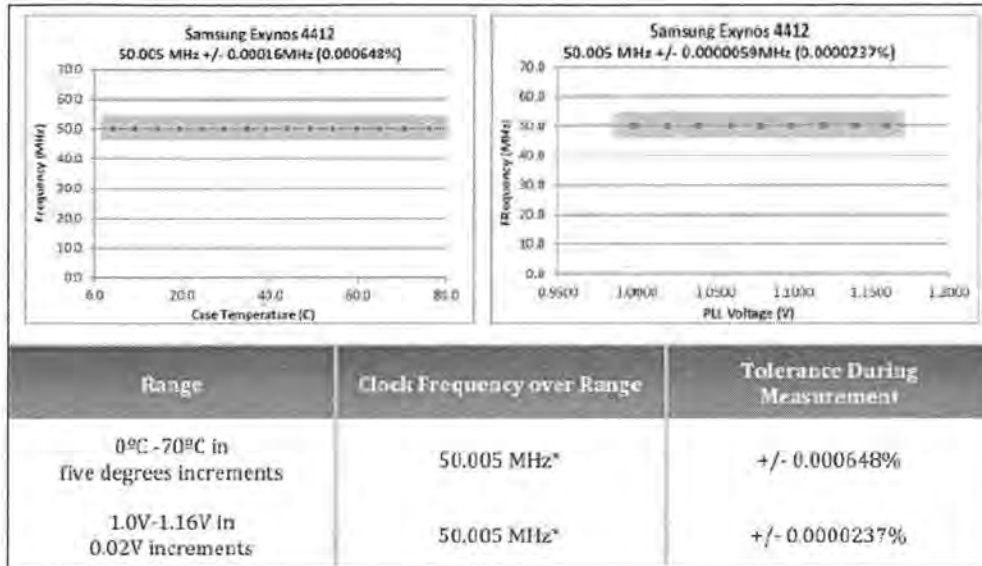 Samsung Exynos 4412
50.005 MHz +/- 0.00016MHz (0.000648%)
70.0
60.0
50.0
40.0
30.0
20.0
10.0
0.0
Frequency (MHz)
0.0 20.0 40.0 60.0 80.0
Case Temperature (C)
Samsung Exynos 4412
50.005 MHz +/- 0.0000059MHz (0.0000237%)
70.0
60.0
50.0
40.0
30.0
20.0
10.0
0.0
FRequency (MHz)
0.9500 1.0000 1.0500 1.1000 1.1500 1.2000
PLL Voltage (V)
Range Clock Frequency over Range Tolerance During
Measurement
0ºC -70ºC in
five degrees increments 50.005 MHz* +/- 0.000648%
1.0V-1.16V in
0.02V increments 50.005 MHz* +/- 0.0000237%